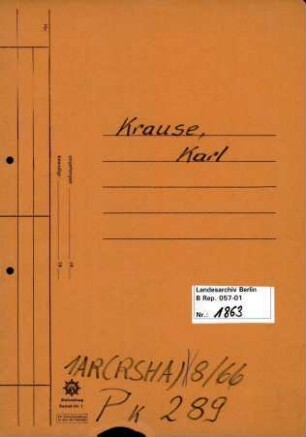 Krause,
Karl
Landesarchiv Berlin
B Rep. 057-01
Nr.: 1863
1AR(RSHA) 8/66
Pk 289